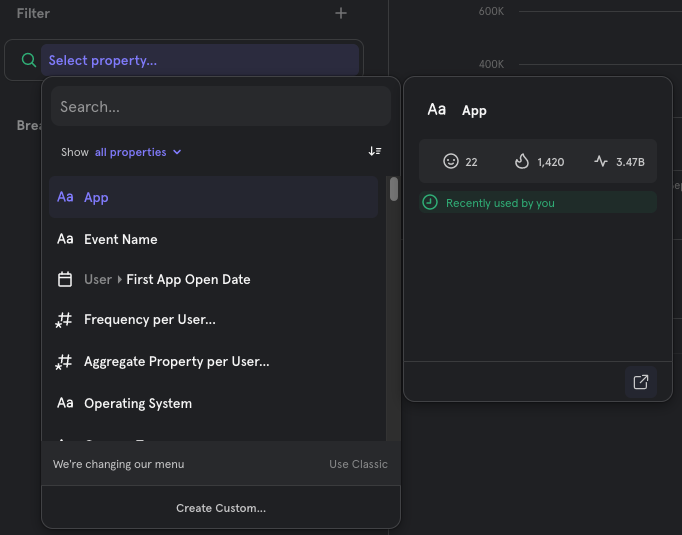 Filter
600K
Select property...
400K
Search...
Aa App
Brea
Show all properties
22 1,420 3.47B
Aa App
Recently used by you
Aa Event Name
User First App Open Date
Frequency per User...
Aggregate Property per User...
Aa Operating System
We're changing our menu Use Classic
Create Custom...